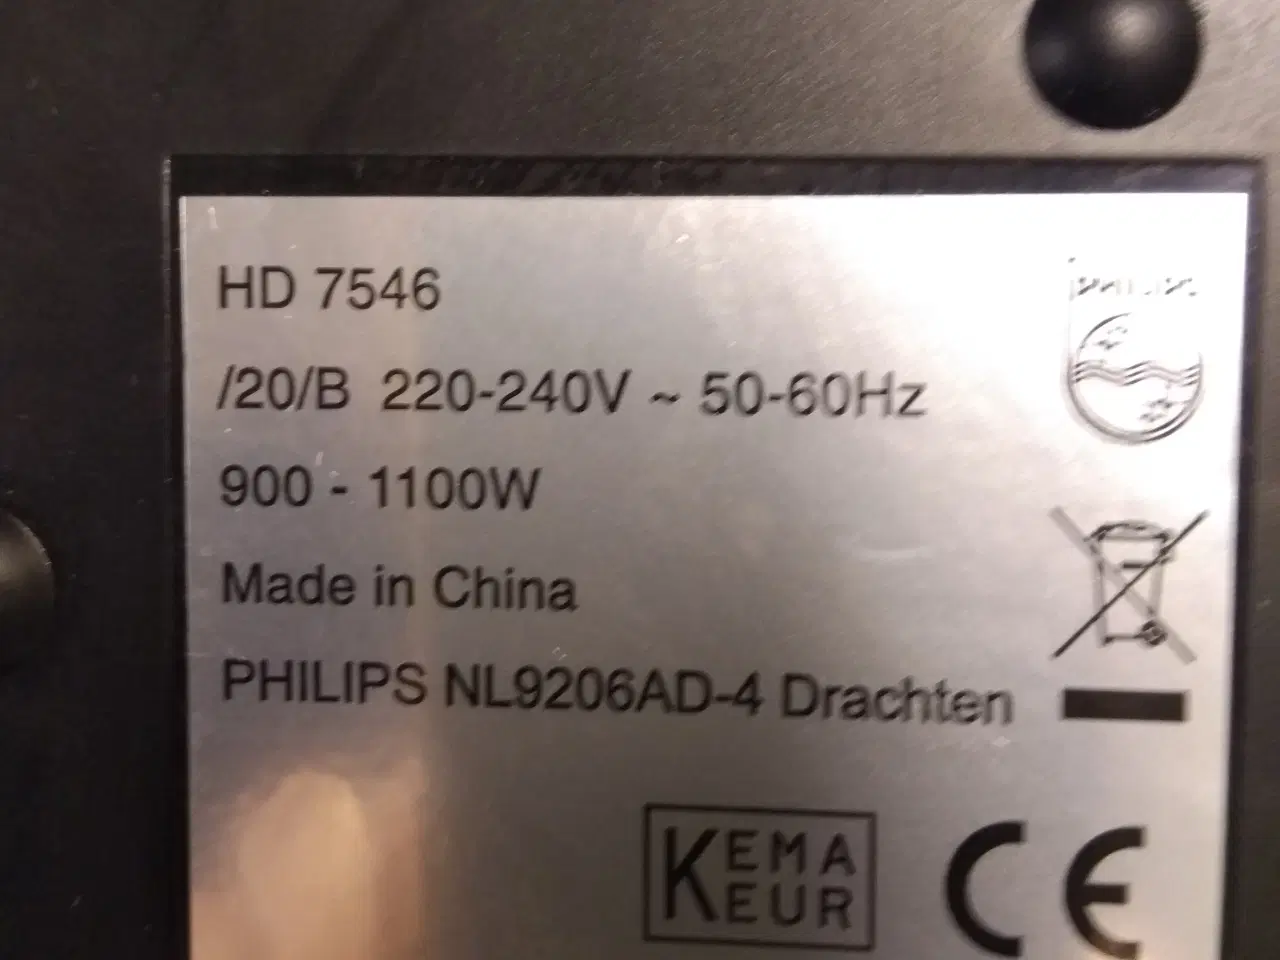 HD 7546
PHILIPS
/20/B 220-240V ~ 50-60Hz
900 - 1100W
Made in China
PHILIPS NL9206AD-4 Drachten
KEMA
KEUR
CE